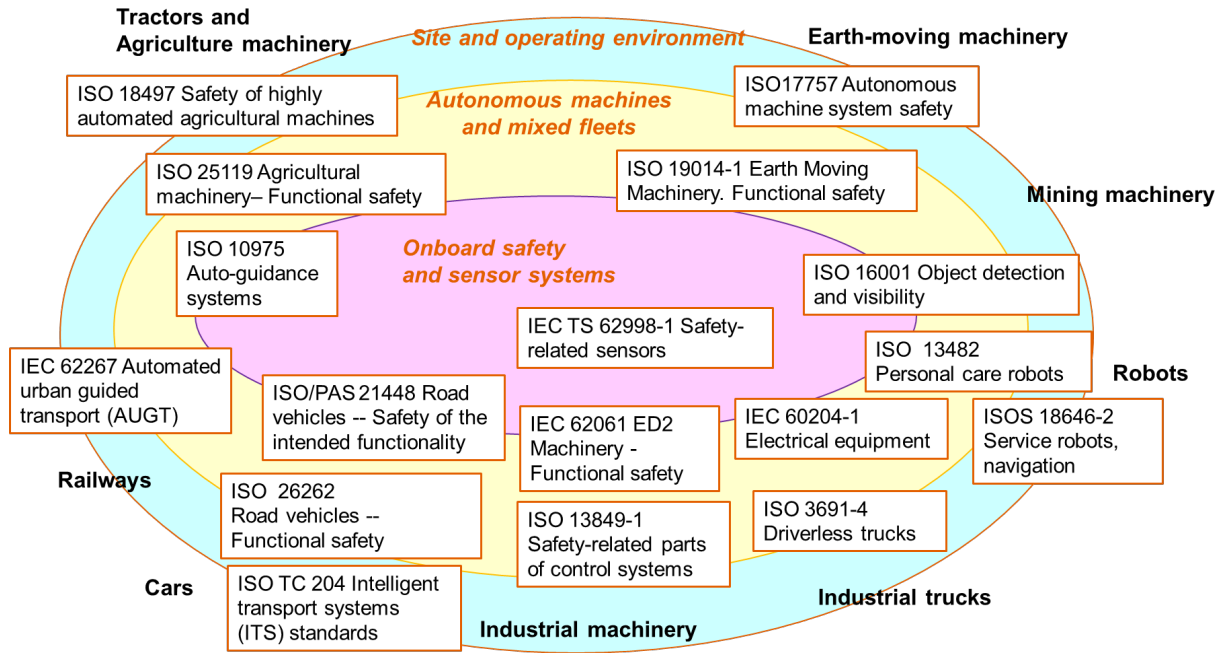 Tractors and
Agriculture machinery
Site and operating environment
Earth-moving machinery
ISO 18497 Safety of highly
automated agricultural machines
Autonomous machines
and mixed fleets
ISO17757 Autonomous
machine system safety
ISO 25119 Agricultural
machinery– Functional safety
ISO 19014-1 Earth Moving
Machinery. Functional safety
Mining machinery
ISO 10975
Auto-guidance
systems
Onboard safety
and sensor systems
ISO 16001 Object detection
and visibility
IEC TS 62998-1 Safety-
related sensors
ISO 13482
Personal care robots
Robots
IEC 62267 Automated
urban guided
transport (AUGT)
ISO/PAS 21448 Road
vehicles -- Safety of the
intended functionality
IEC 62061 ED2
Machinery -
Functional safety
IEC 60204-1
Electrical equipment
ISOS 18646-2
Service robots,
navigation
Railways
ISO 26262
Road vehicles --
Functional safety
ISO 13849-1
Safety-related parts
of control systems
ISO 3691-4
Driverless trucks
Cars
ISO TC 204 Intelligent
transport systems
(ITS) standards
Industrial machinery
Industrial trucks